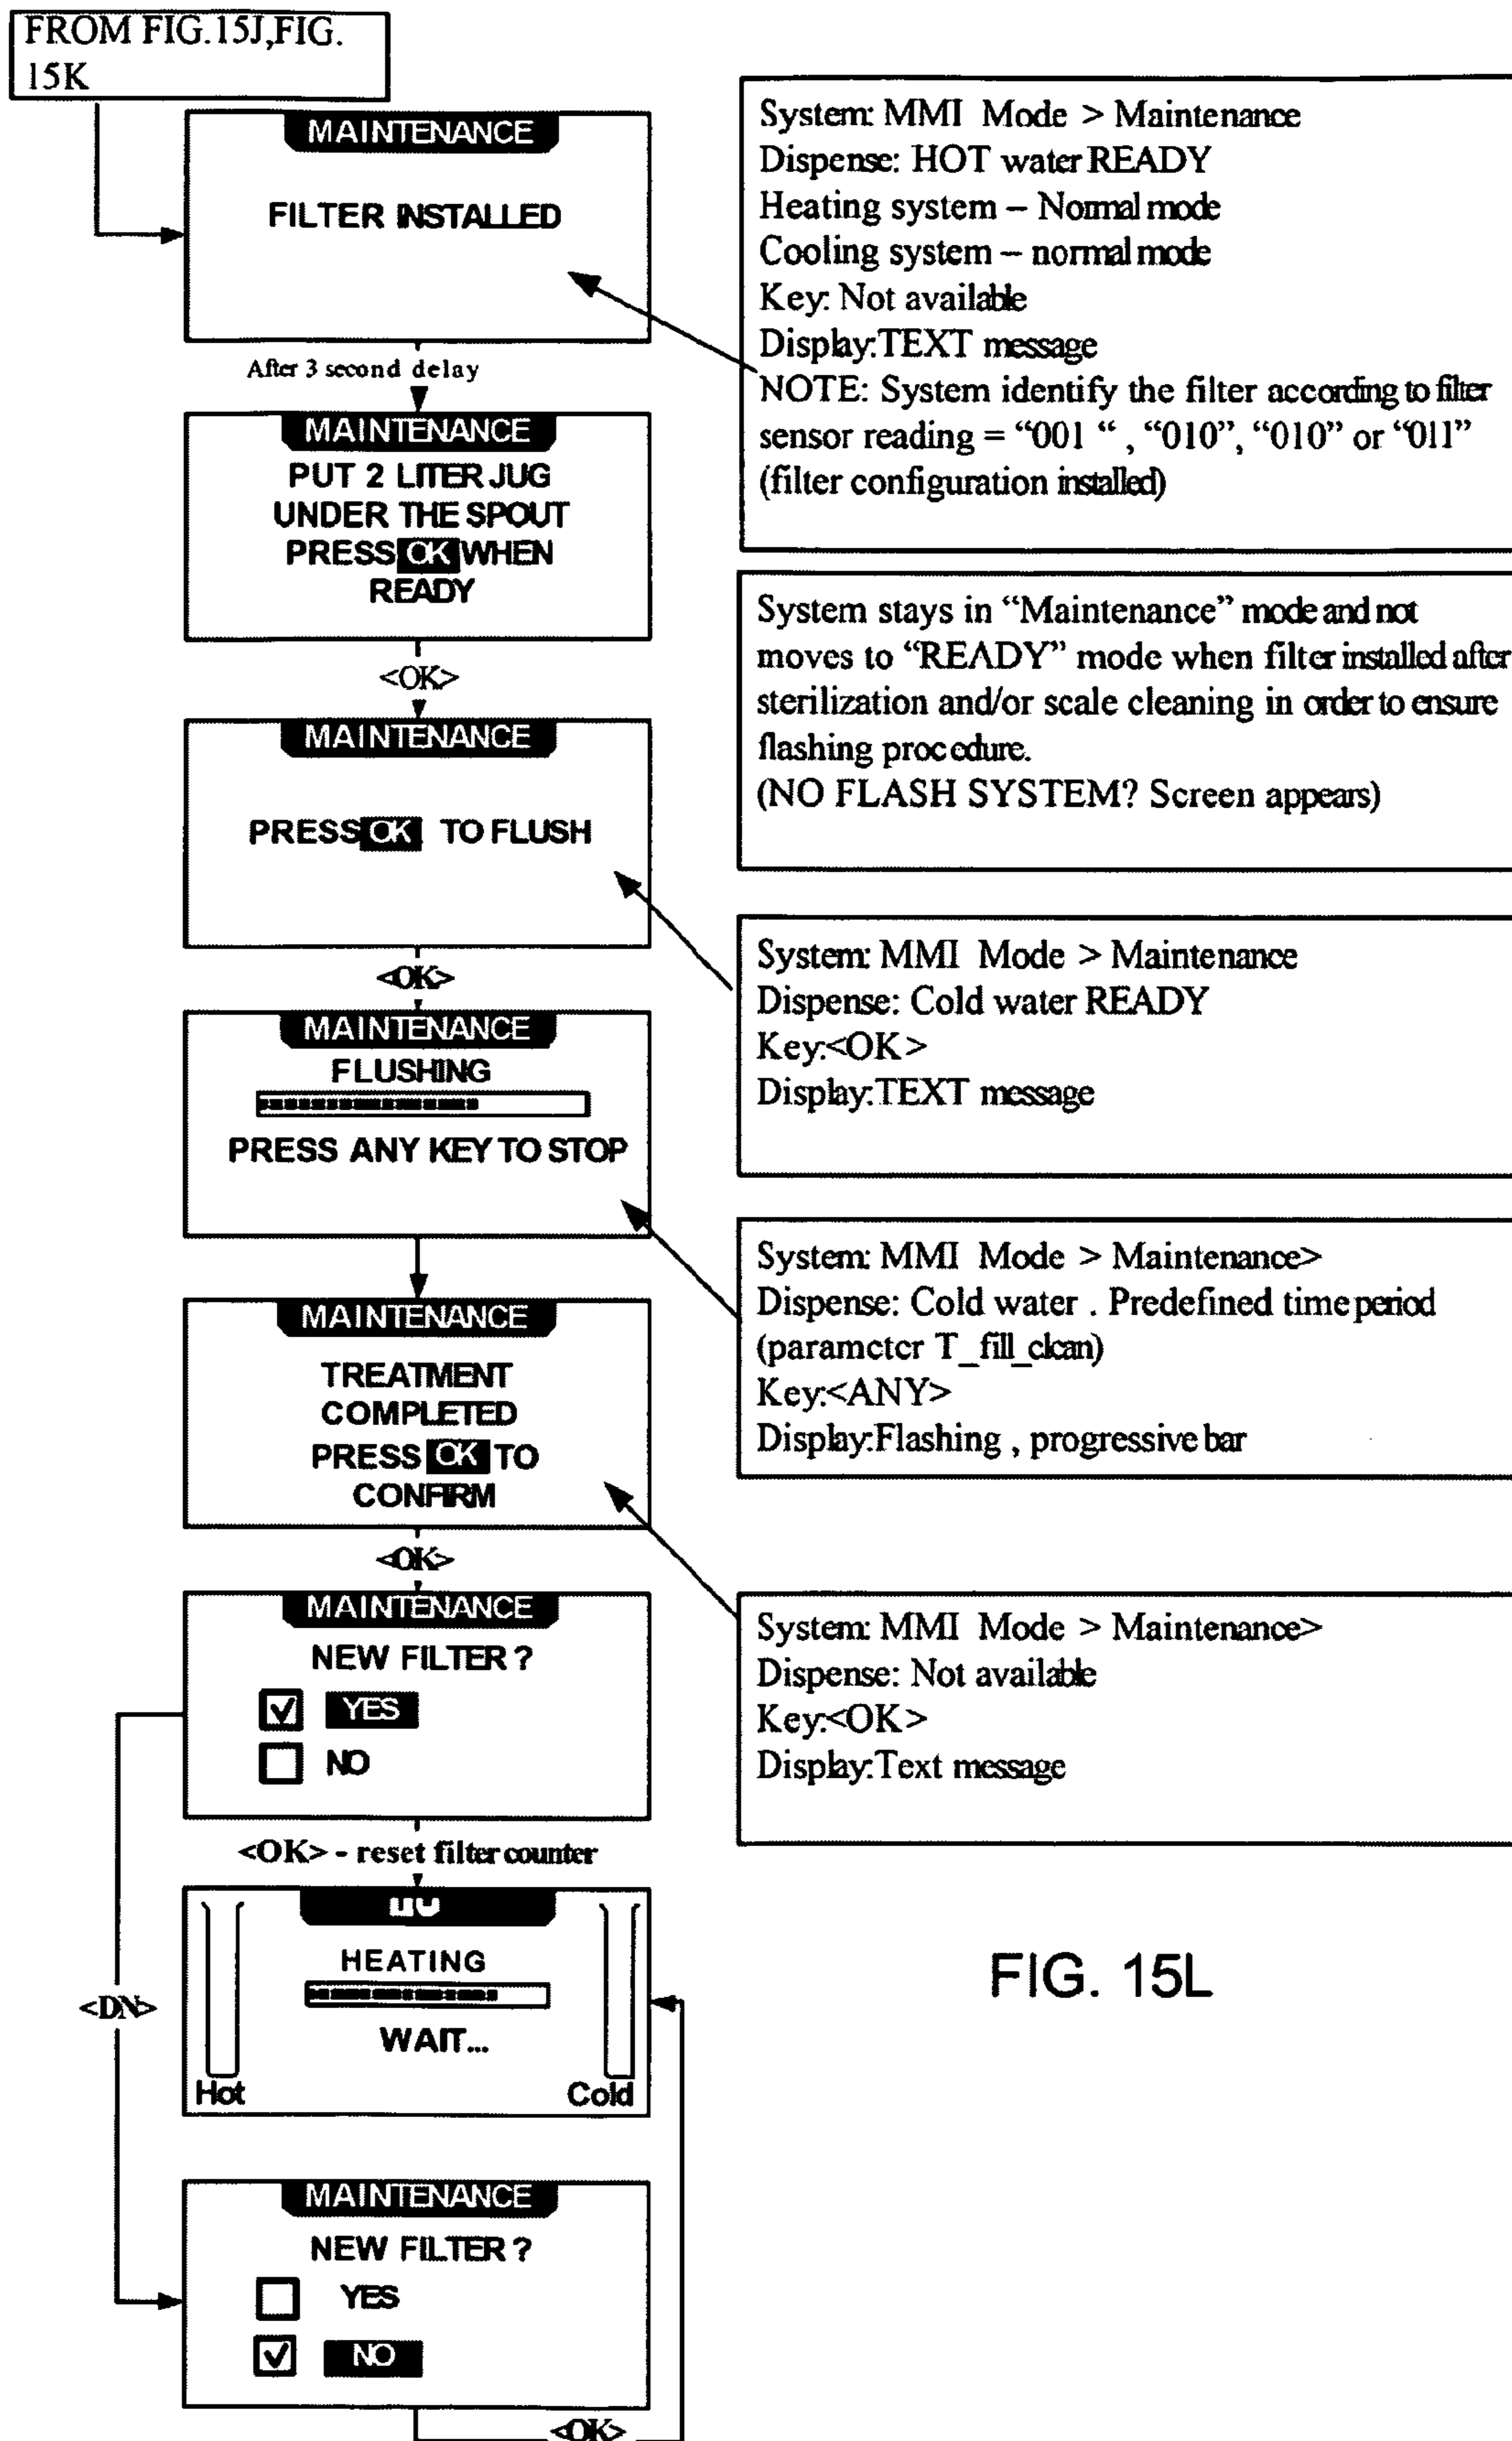 FROM FIG.15J,FIG.
15K
MAINTENANCE
FILTER INSTALLED
After 3 second delay
MAINTENANCE
PUT 2 LITER JUG
UNDER THE SPOUT
PRESS OK WHEN
READY
<OK>
MAINTENANCE
PRESS OK TO FLUSH
<OK>
MAINTENANCE
FLUSHING
PRESS ANY KEY TO STOP
MAINTENANCE
TREATMENT
COMPLETED
PRESS OK TO
CONFIRM
<OK>
MAINTENANCE
NEW FILTER ?
YES
NO
<OK> - reset filter counter
<DN>
HEATING
WAIT...
Hot
Cold
MAINTENANCE
NEW FILTER ?
YES
NO
<OK>
System: MMI Mode > Maintenance
Dispense: HOT water READY
Heating system – Normal mode
Cooling system – normal mode
Key: Not available
Display:TEXT message
NOTE: System identify the filter according to filter
sensor reading = “001 “ , “010”, “010” or “011”
(filter configuration installed)
System stays in “Maintenance” mode and not
moves to “READY” mode when filter installed after
sterilization and/or scale cleaning in order to ensure
flashing procedure.
(NO FLASH SYSTEM? Screen appears)
System: MMI Mode > Maintenance
Dispense: Cold water READY
Key:<OK>
Display:TEXT message
System: MMI Mode > Maintenance>
Dispense: Cold water . Predefined time period
(parameter T_fill_clean)
Key:<ANY>
Display:Flashing , progressive bar
System: MMI Mode > Maintenance>
Dispense: Not available
Key:<OK>
Display:Text message
FIG. 15L